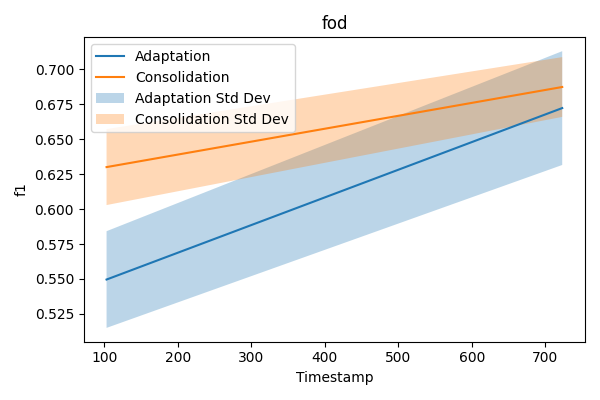 fod
Adaptation
Consolidation
Adaptation Std Dev
Consolidation Std Dev
0.700
0.675
0.650
0.625
0.600
0.575
0.550
0.525
f1
100 200 300 400 500 600 700
Timestamp